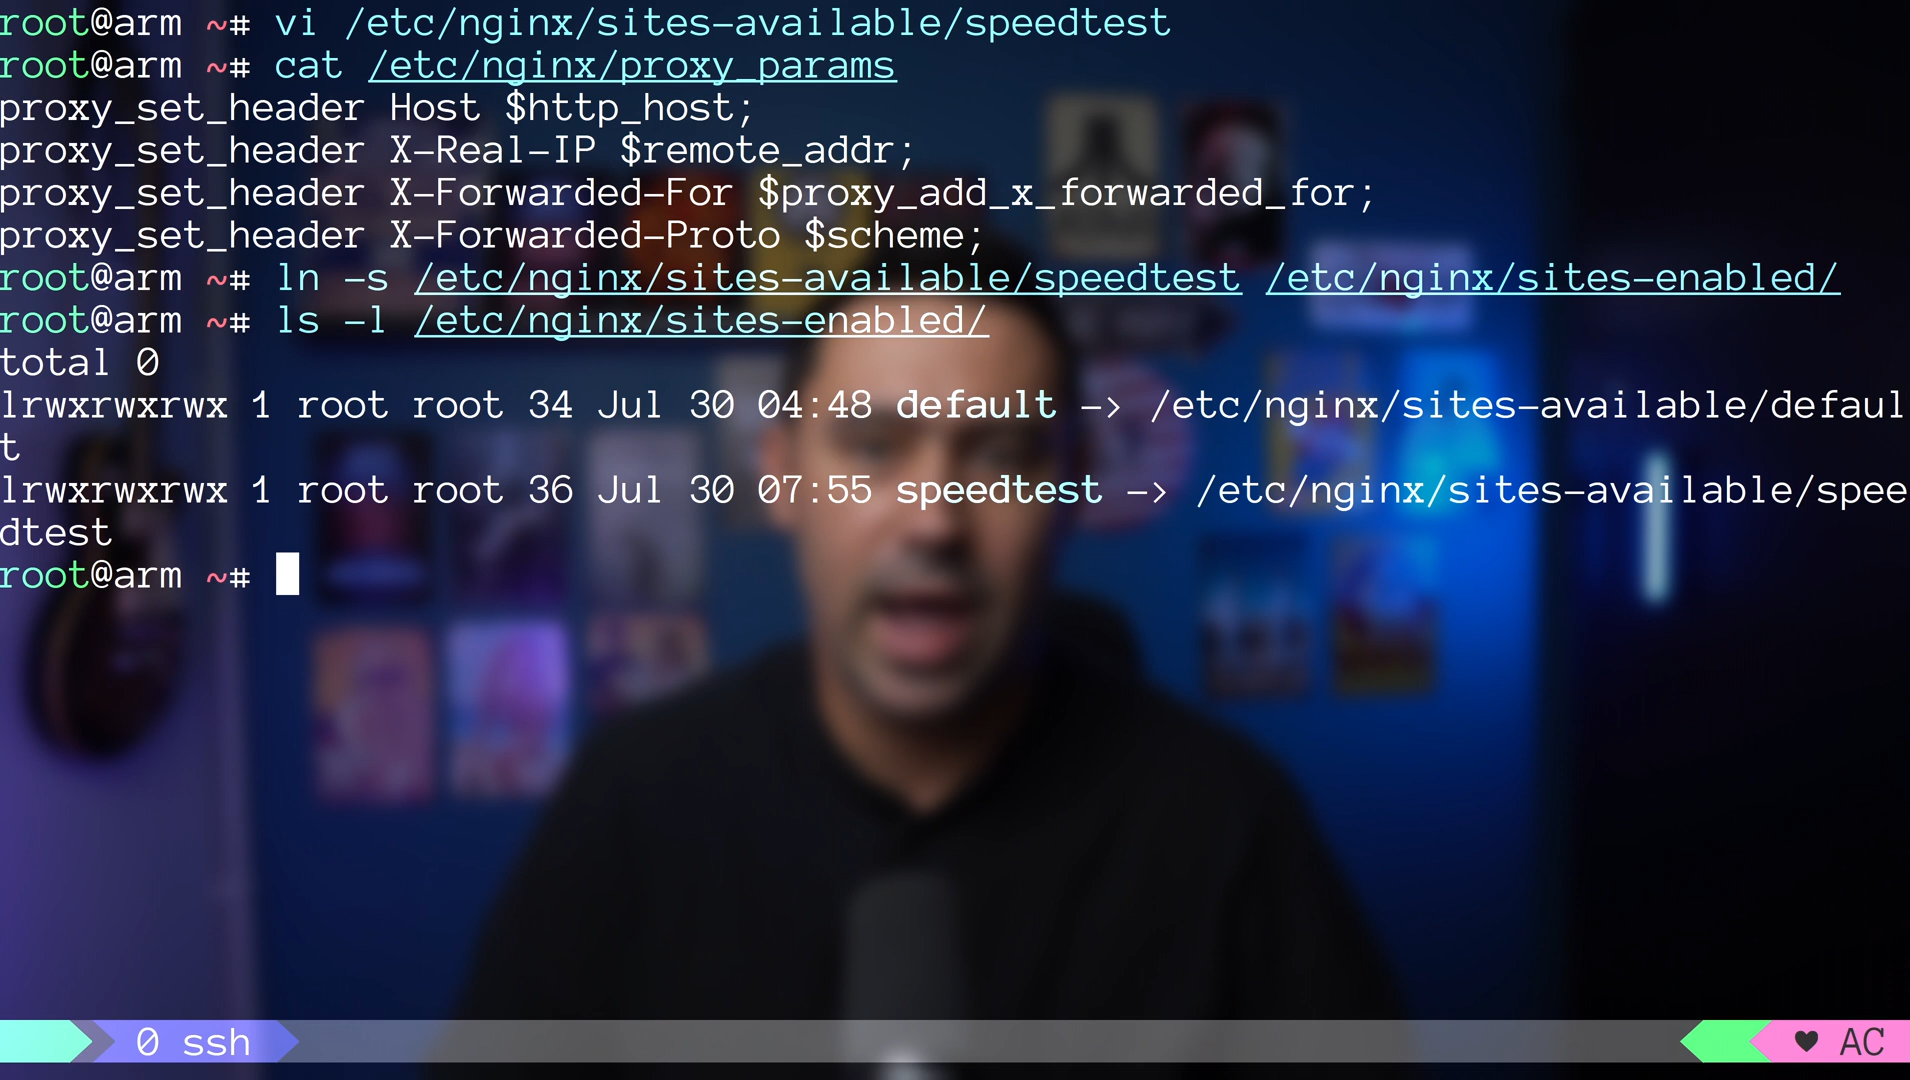 root@arm ~# vi /etc/nginx/sites-available/speedtest
root@arm ~# cat /etc/nginx/proxy_params
proxy_set_header Host $http_host;
proxy_set_header X-Real-IP $remote_addr;
proxy_set_header X-Forwarded-For $proxy_add_x_forwarded_for;
proxy_set_header X-Forwarded-Proto $scheme;
root@arm ~# ln -s /etc/nginx/sites-available/speedtest /etc/nginx/sites-enabled/
root@arm ~# ls -l /etc/nginx/sites-enabled/
total 0
lrwxrwxrwx 1 root root 34 Jul 30 04:48 default -> /etc/nginx/sites-available/defaul
t
lrwxrwxrwx 1 root root 36 Jul 30 07:55 speedtest -> /etc/nginx/sites-available/spee
dtest
root@arm ~#
0 ssh
♥ AC